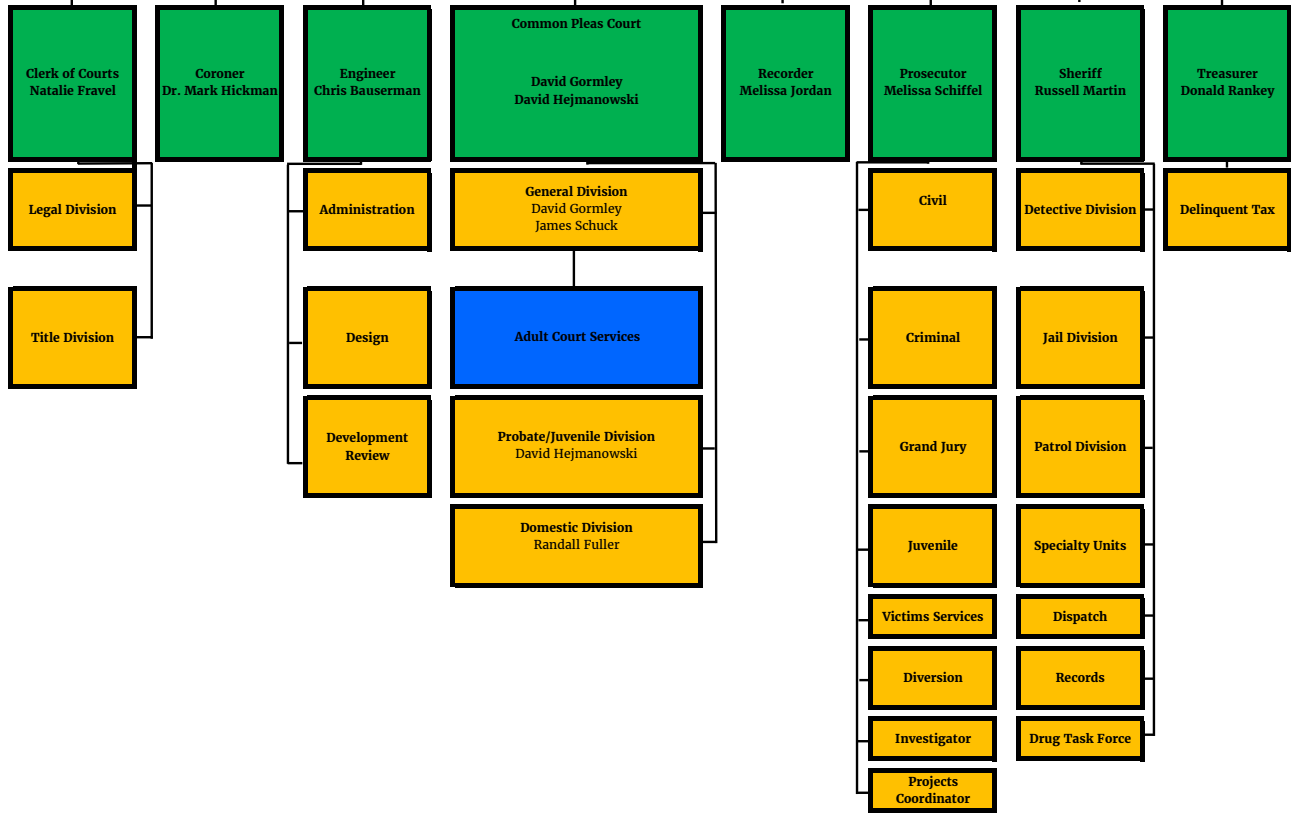 Clerk of Courts
Natalie Fravel
Legal Division
Title Division
Coroner
Dr. Mark Hickman
Engineer
Chris Bauserman
Administration
Design
Development
Review
Common Pleas Court
David Gormley
David Hejmanowski
General Division
David Gormley
James Schuck
Adult Court Services
Probate/Juvenile Division
David Hejmanowski
Domestic Division
Randall Fuller
Recorder
Melissa Jordan
Prosecutor
Melissa Schiffel
Civil
Criminal
Grand Jury
Juvenile
Victims Services
Diversion
Investigator
Projects
Coordinator
Sheriff
Russell Martin
Detective Division
Jail Division
Patrol Division
Specialty Units
Dispatch
Records
Drug Task Force
Treasurer
Donald Rankey
Delinquent Tax